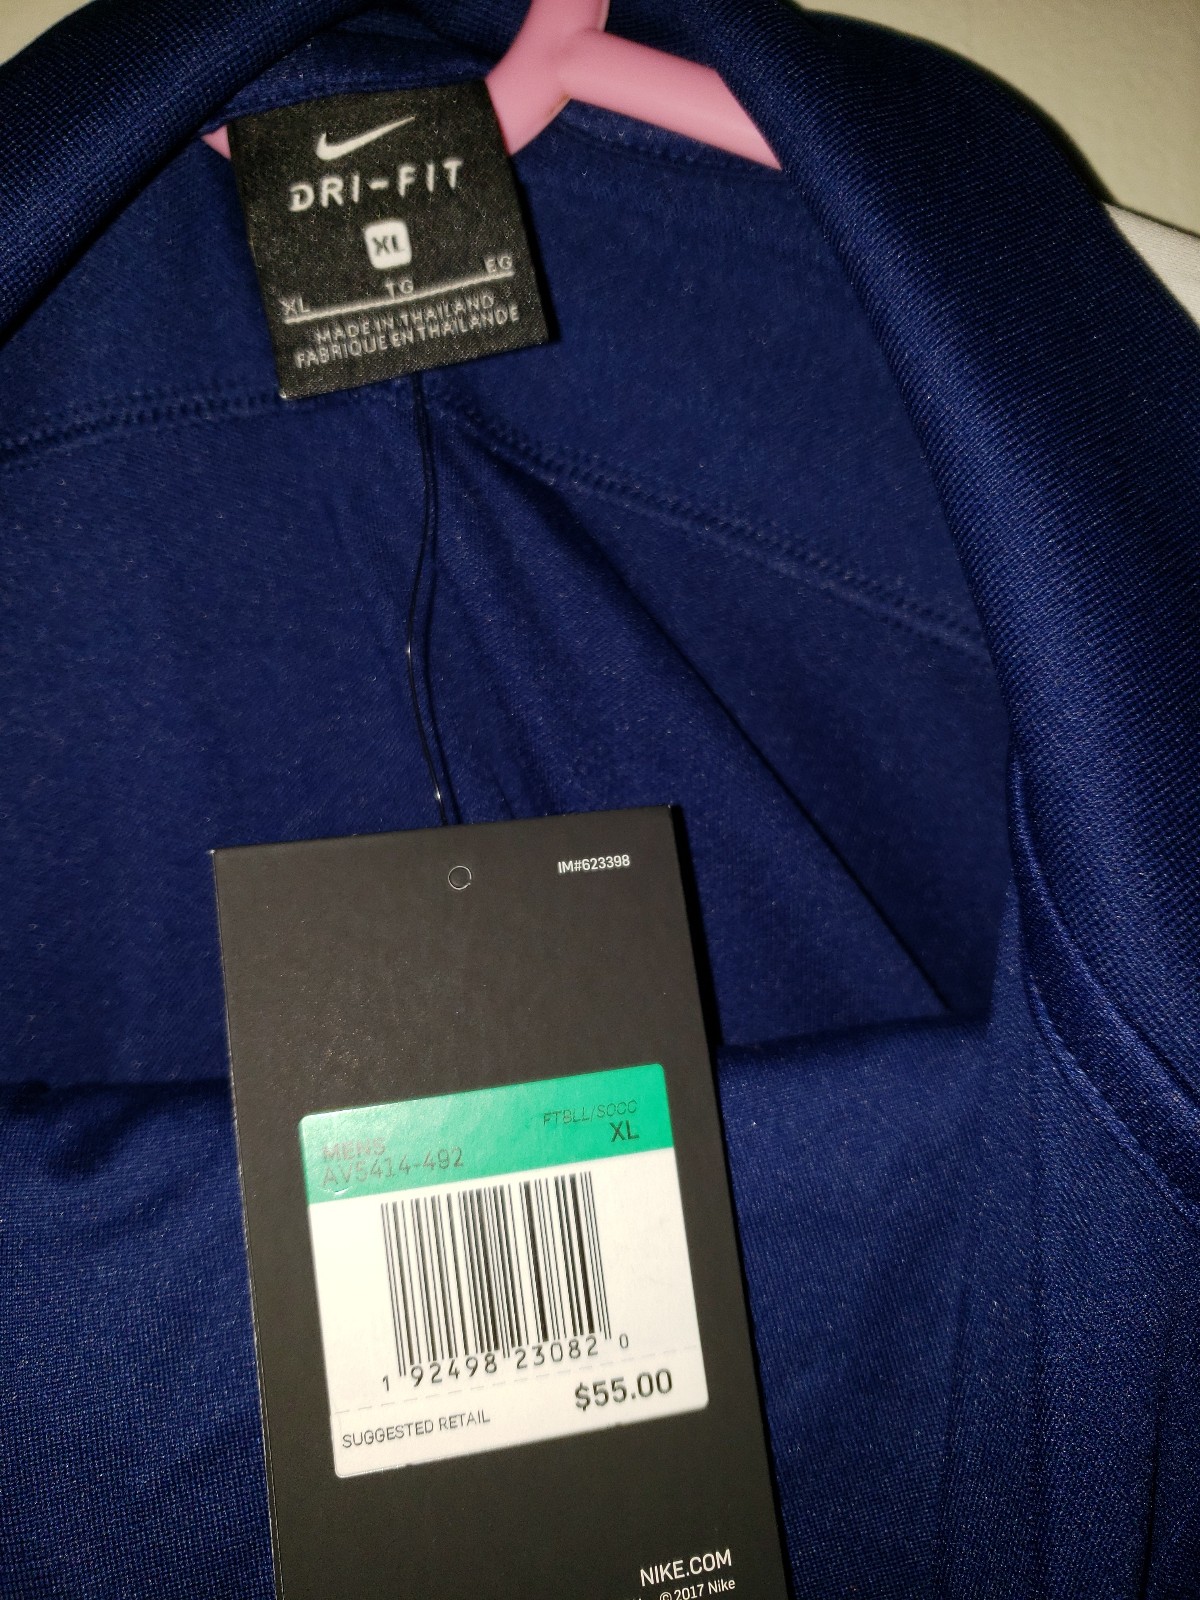 DRI-FIT
XL
XL TG EG
MADE IN THAILAND
FABRIQUE EN THAILANDE
IM#623398
FTBLL/SOCC
MENS XL
AV5414-492
1 92498 23082 0
$55.00
SUGGESTED RETAIL
NIKE.COM
© 2017 Nike